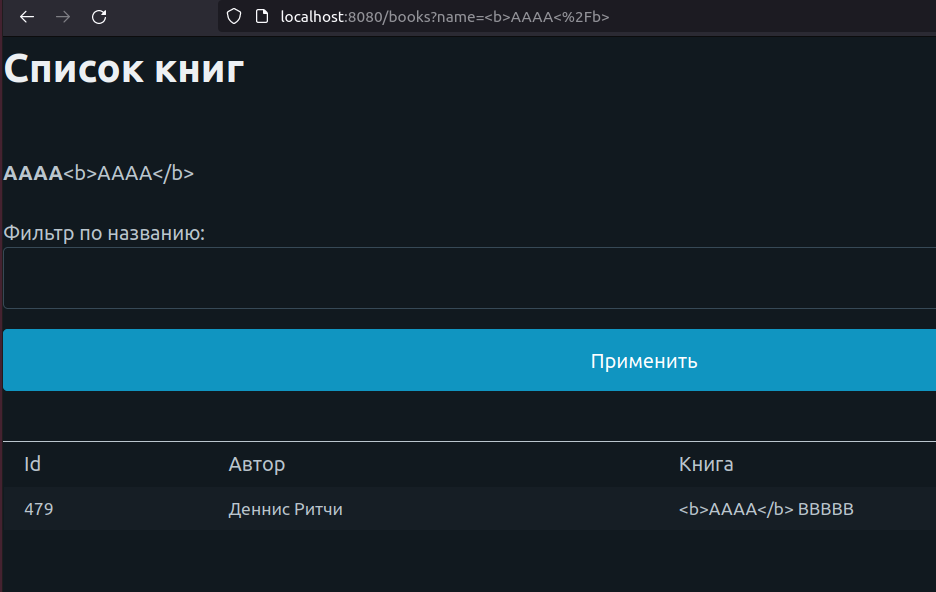 localhost:8080/books?name=<b>AAAA<%2Fb>
Список книг
AAAA<b>AAAA</b>
Фильтр по названию:
Применить
Id Автор Книга
479 Деннис Ритчи <b>AAAA</b> BBBBB